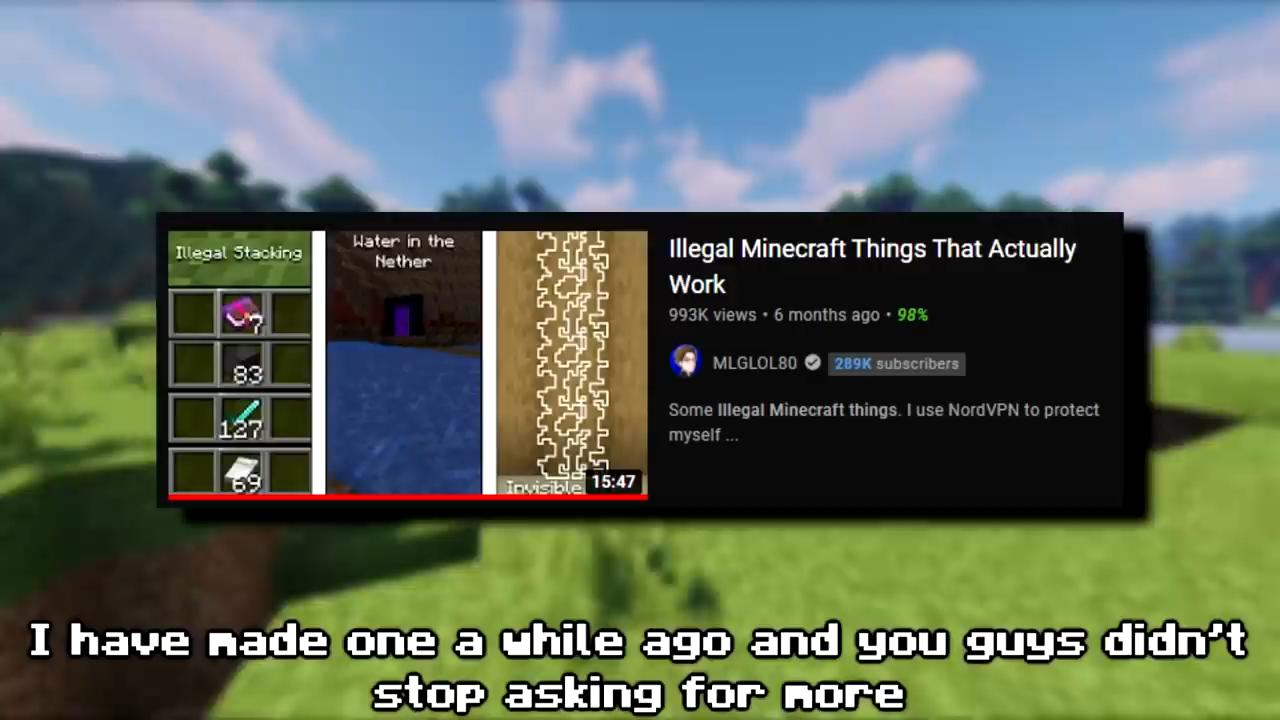 Illegal Stacking
7
83
127
69
Water in the
Nether
Invisible
15:47
Illegal Minecraft Things That Actually
Work
993K views • 6 months ago • 98%
MLGLOL80 289K subscribers
Some Illegal Minecraft things. I use NordVPN to protect
myself ...
I have made one a while ago and you guys didn't
stop asking for more